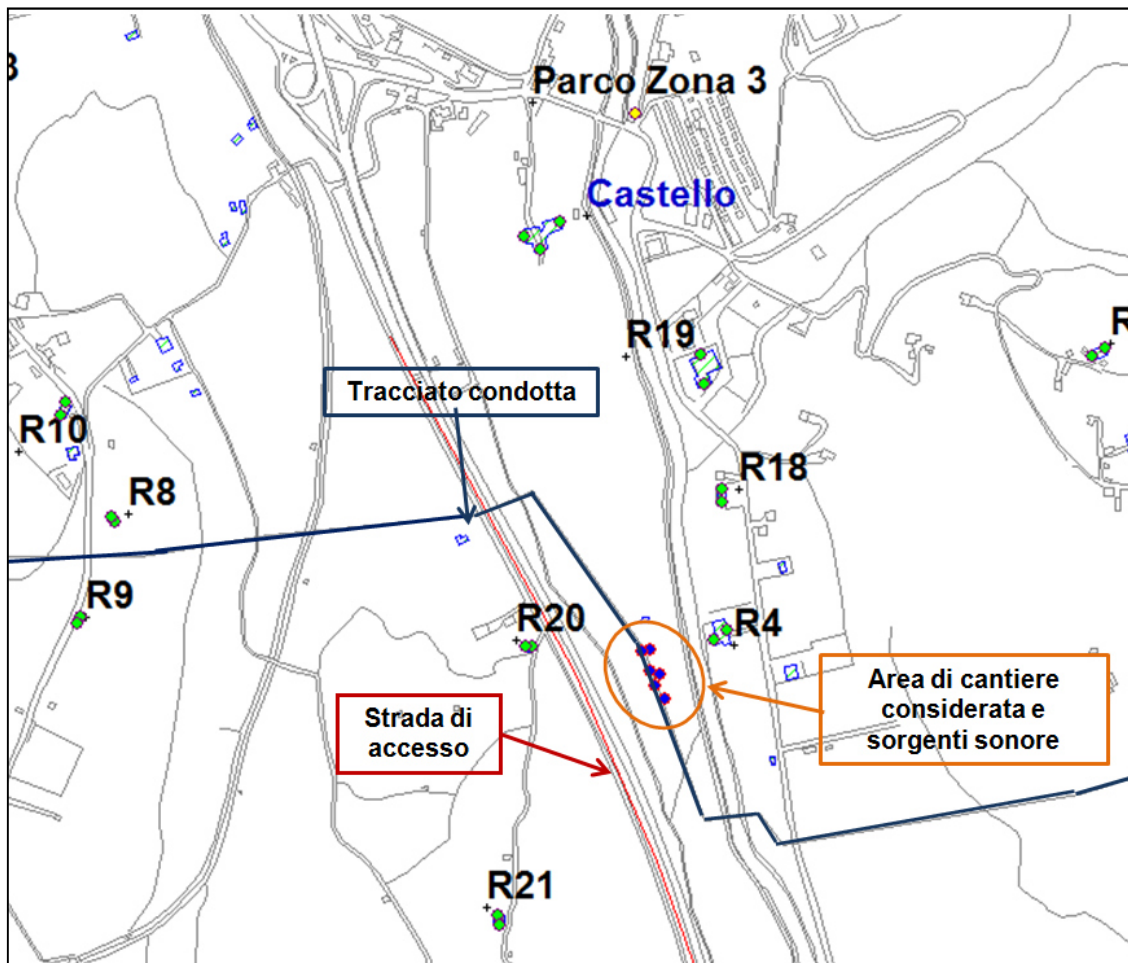 3
Parco Zona 3
Castello
R19
R
Tracciato condotta
R10
R18
R8
R9
R20
R4
Strada di
accesso
Area di cantiere
considerata e
sorgenti sonore
R21